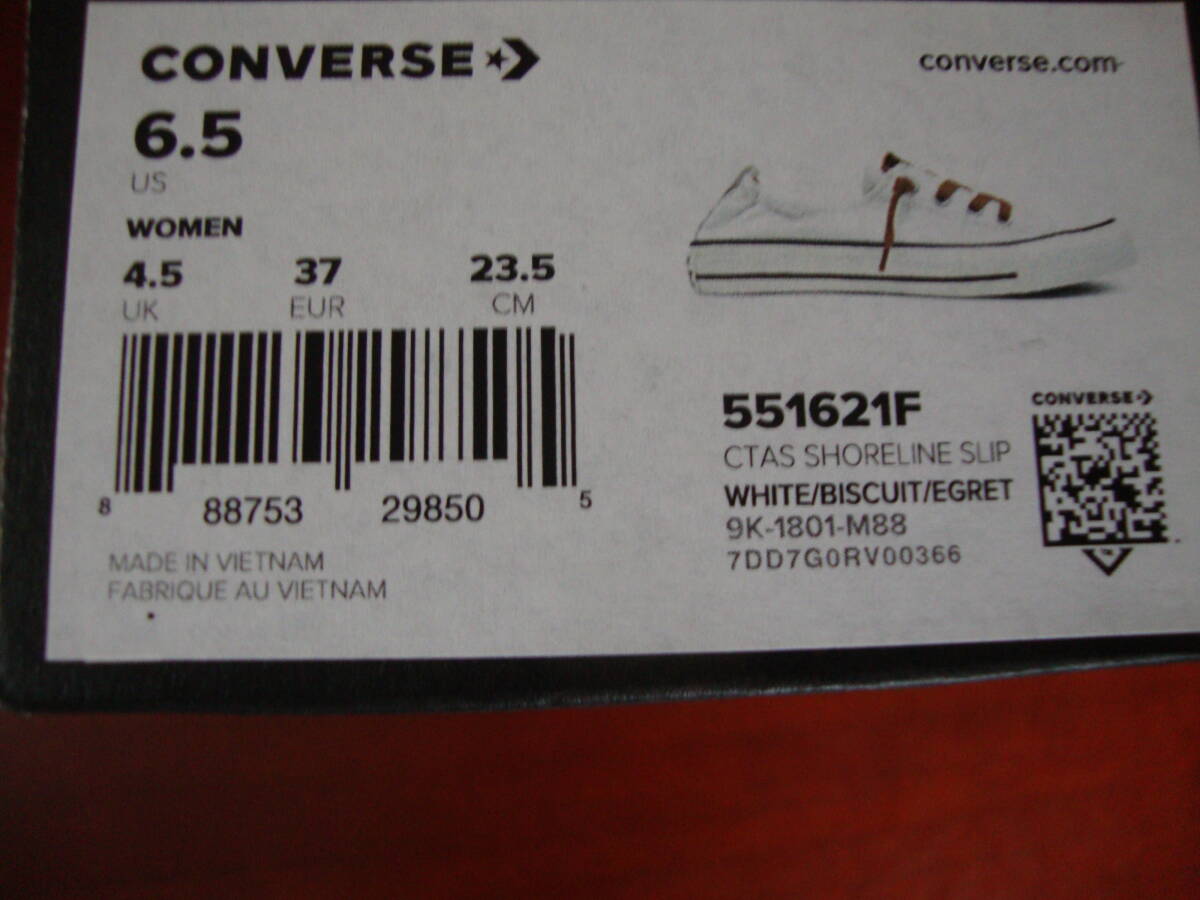 CONVERSE
converse.com
6.5
US
WOMEN
4.5 37 23.5
UK EUR CM
8 88753 29850 5
MADE IN VIETNAM
FABRIQUE AU VIETNAM
551621F
CTAS SHORELINE SLIP
WHITE/BISCUIT/EGRET
9K-1801-M88
7DD7G0RV00366
CONVERSE